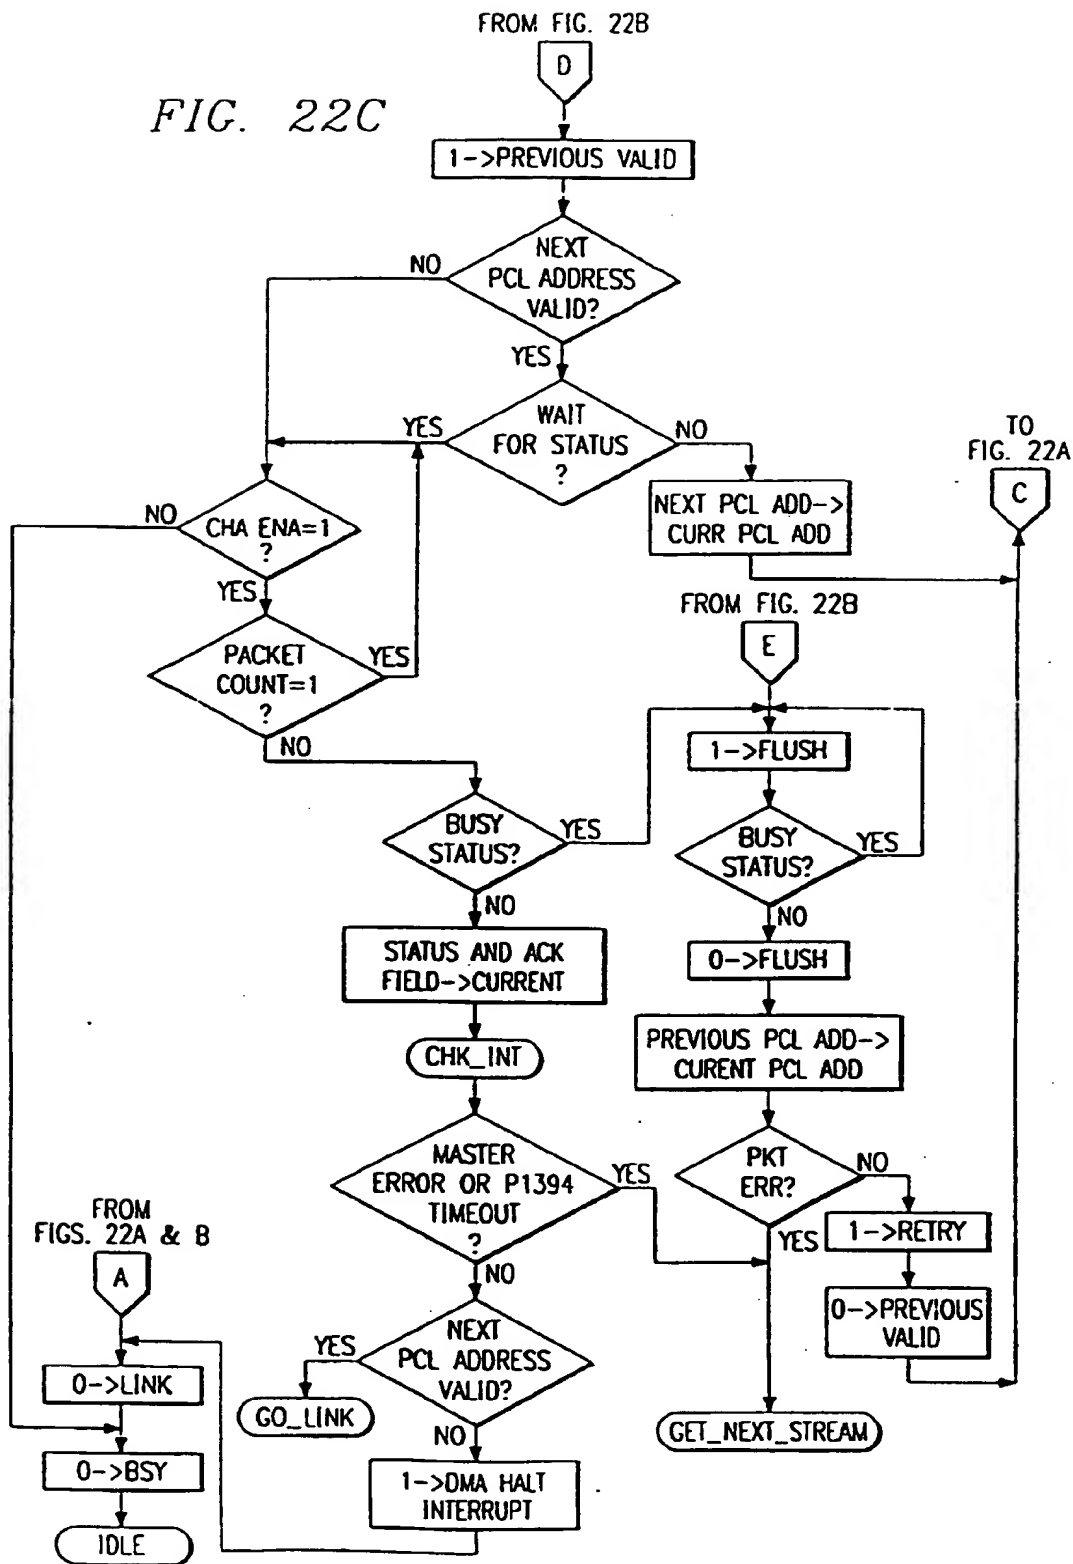 FROM FIG. 22B
D
FIG. 22C
1->PREVIOUS VALID
NEXT
PCL ADDRESS
VALID?
NO
YES
WAIT
FOR STATUS
?
YES
NO
NEXT PCL ADD->
CURR PCL ADD
TO
FIG. 22A
C
CHA ENA=1
?
NO
YES
PACKET
COUNT=1
?
YES
NO
FROM FIG. 22B
E
1->FLUSH
BUSY
STATUS?
YES
NO
BUSY
STATUS?
YES
NO
STATUS AND ACK
FIELD->CURRENT
0->FLUSH
CHK_INT
PREVIOUS PCL ADD->
CURENT PCL ADD
MASTER
ERROR OR P1394
TIMEOUT
?
YES
NO
PKT
ERR?
NO
YES
1->RETRY
0->PREVIOUS
VALID
FROM
FIGS. 22A & B
A
0->LINK
0->BSY
IDLE
NEXT
PCL ADDRESS
VALID?
YES
GO_LINK
NO
1->DMA HALT
INTERRUPT
GET_NEXT_STREAM